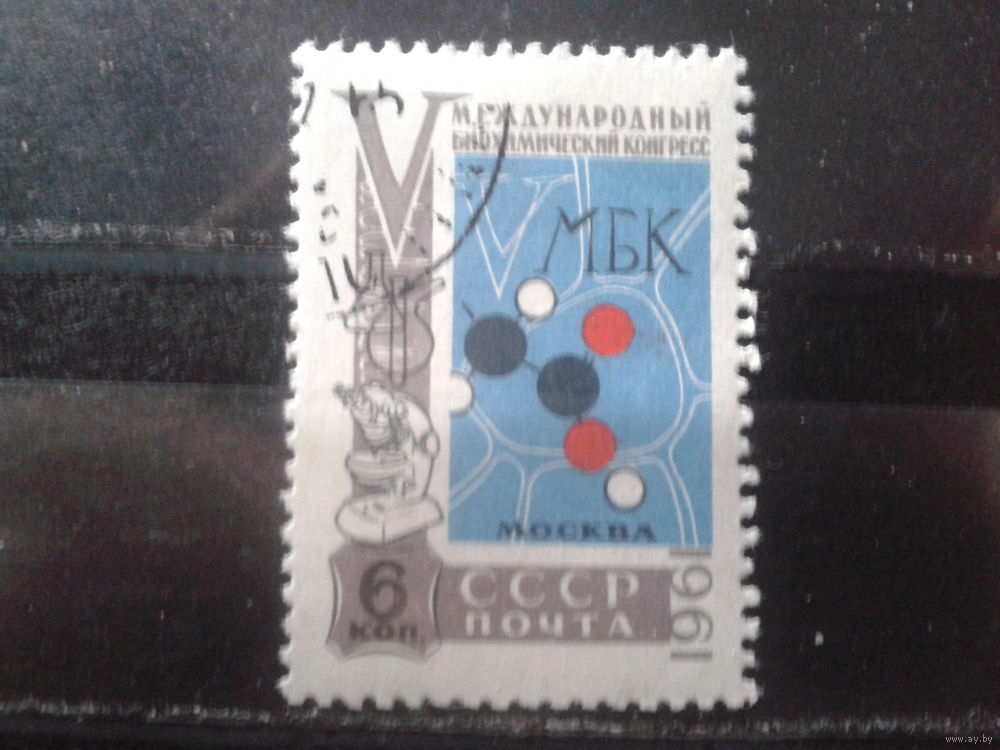 V
МЕЖДУНАРОДНЫЙ
БИОХИМИЧЕСКИЙ КОНГРЕСС
V МБК
МОСКВА
6
КОП.
СССР
ПОЧТА
1961
www.ay.by